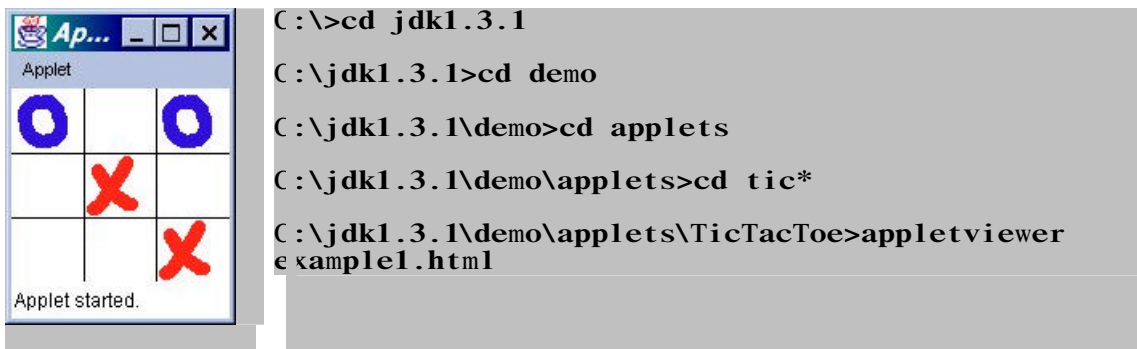 Ap...
Applet
O O
X
X
Applet started.
C:\>cd jdk1.3.1
C:\jdk1.3.1>cd demo
C:\jdk1.3.1\demo>cd applets
C:\jdk1.3.1\demo\applets>cd tic*
C:\jdk1.3.1\demo\applets\TicTacToe>appletviewer
example1.html